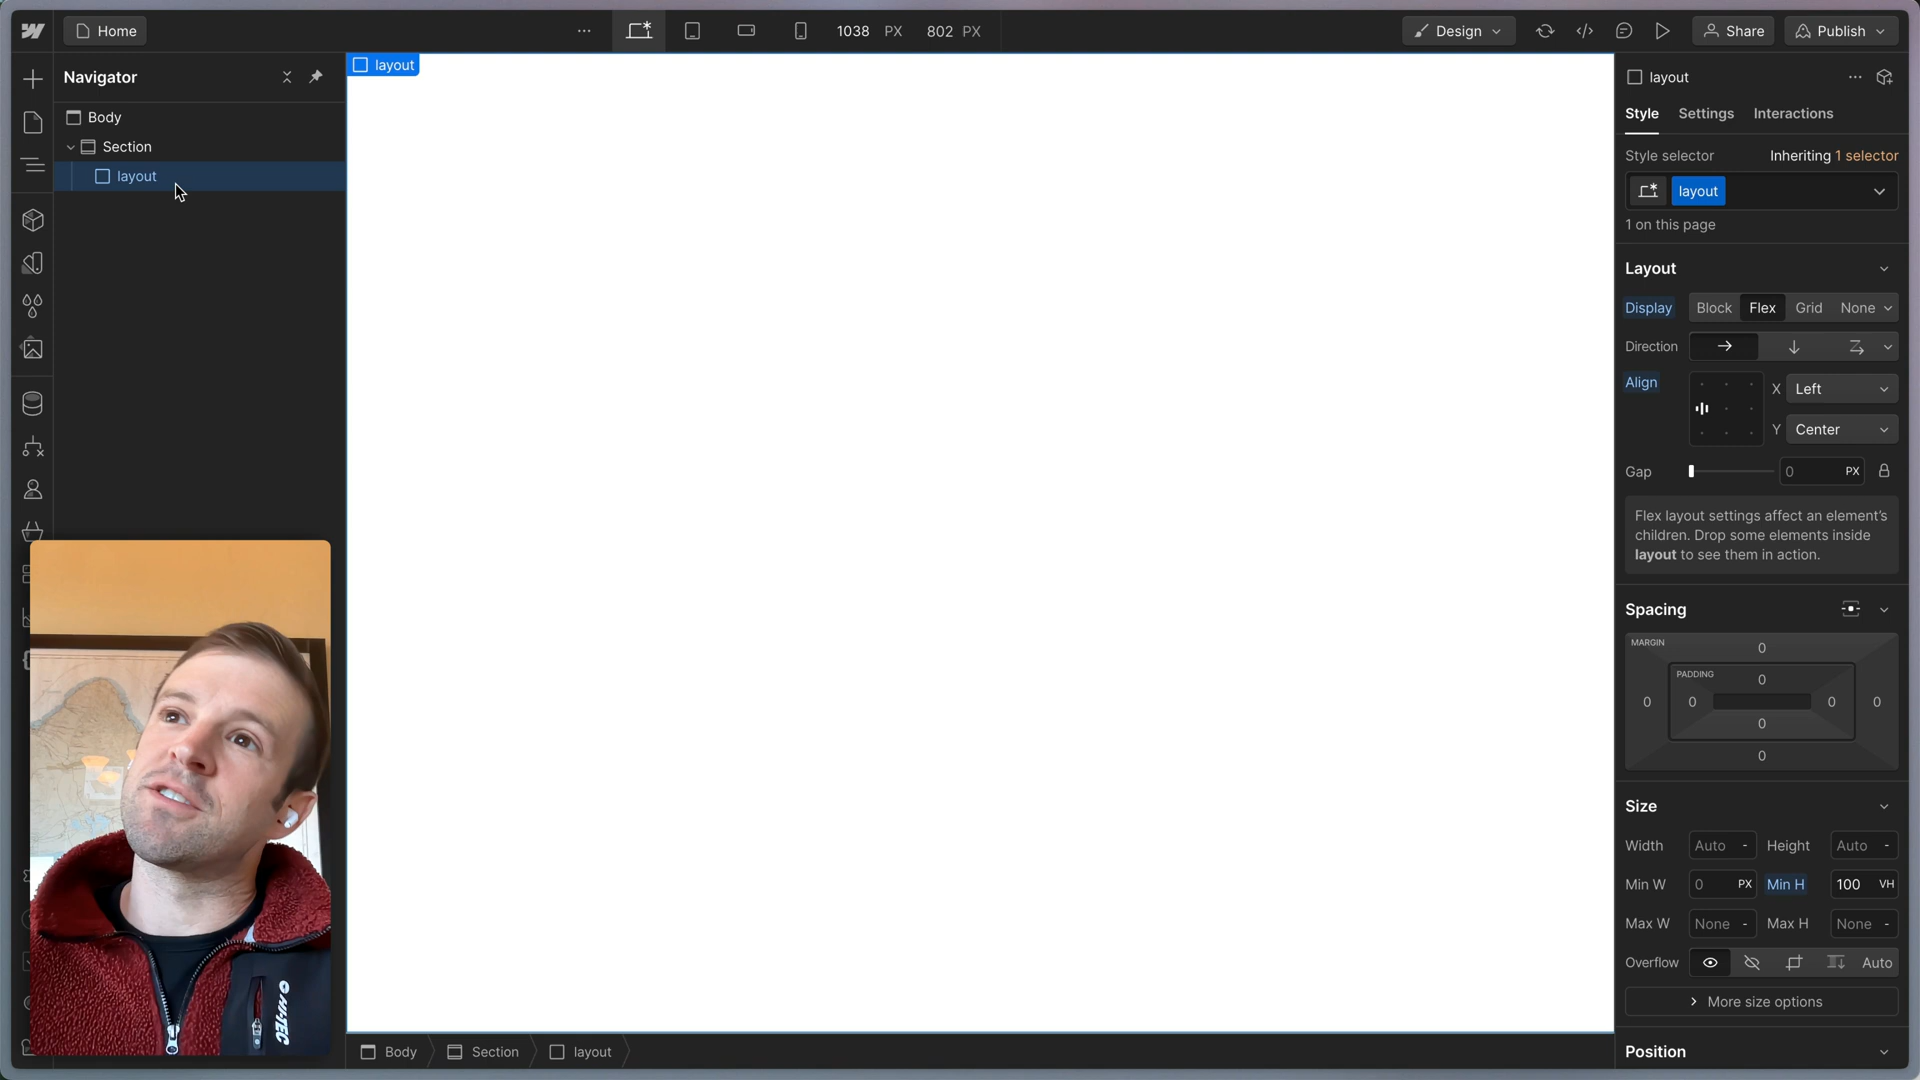 Home
1038 PX 802 PX
Design
Share
Publish
Navigator
Body
Section
layout
layout
layout
Style Settings Interactions
Style selector Inheriting 1 selector
layout
1 on this page
Layout
Display Block Flex Grid None
Direction
Align X Left
Y Center
Gap 0 PX
Flex layout settings affect an element's
children. Drop some elements inside
layout to see them in action.
Spacing
MARGIN 0
PADDING 0
0 0 0 0
0
0
Size
Width Auto - Height Auto -
Min W 0 PX Min H 100 VH
Max W None - Max H None -
Overflow Auto
More size options
Position
HI-TEC
Body Section layout